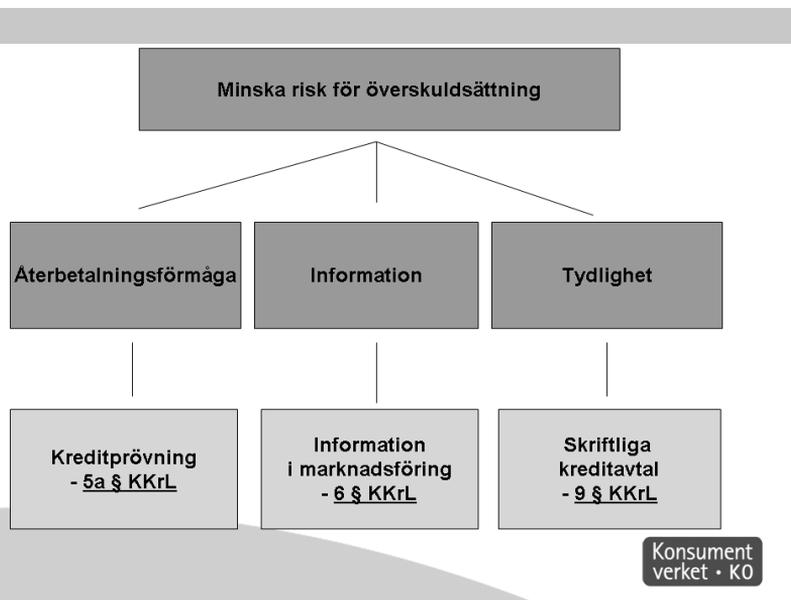 Minska risk för överskuldsättning
Återbetalningsförmåga
Information
Tydlighet
Kreditprövning
- 5a § KKrL
Information
i marknadsföring
- 6 § KKrL
Skriftliga
kreditavtal
- 9 § KKrL
Konsument
verket · KO